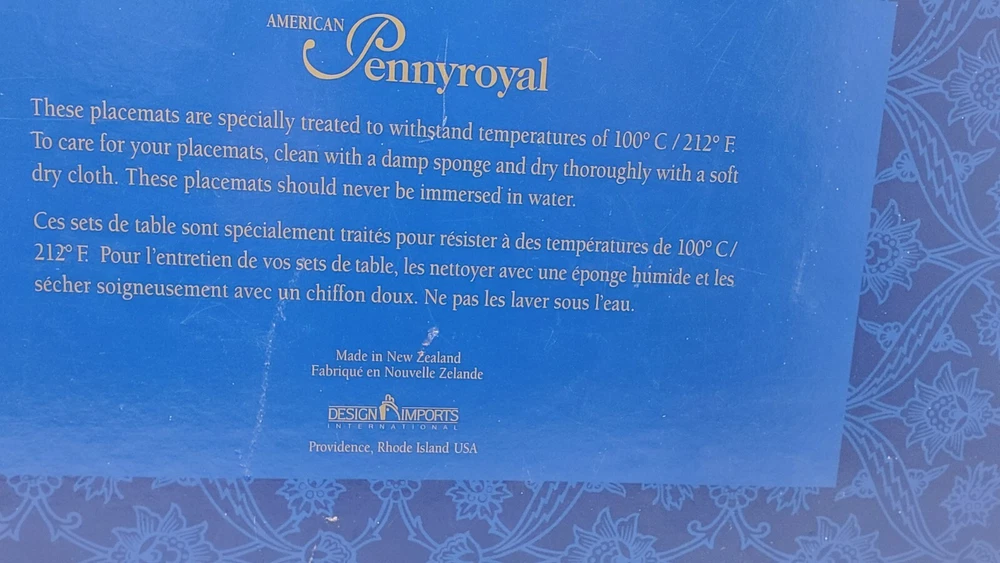 AMERICAN
Pennyroyal
These placemats are specially treated to withstand temperatures of 100° C / 212° F.
To care for your placemats, clean with a damp sponge and dry thoroughly with a soft
dry cloth. These placemats should never be immersed in water.
Ces sets de table sont spécialement traités pour résister à des températures de 100° C /
212° F. Pour l'entretien de vos sets de table, les nettoyer avec une éponge humide et les
sécher soigneusement avec un chiffon doux. Ne pas les laver sous l'eau.
Made in New Zealand
Fabriqué en Nouvelle Zelande
DESIGN IMPORTS
INTERNATIONAL
Providence, Rhode Island USA